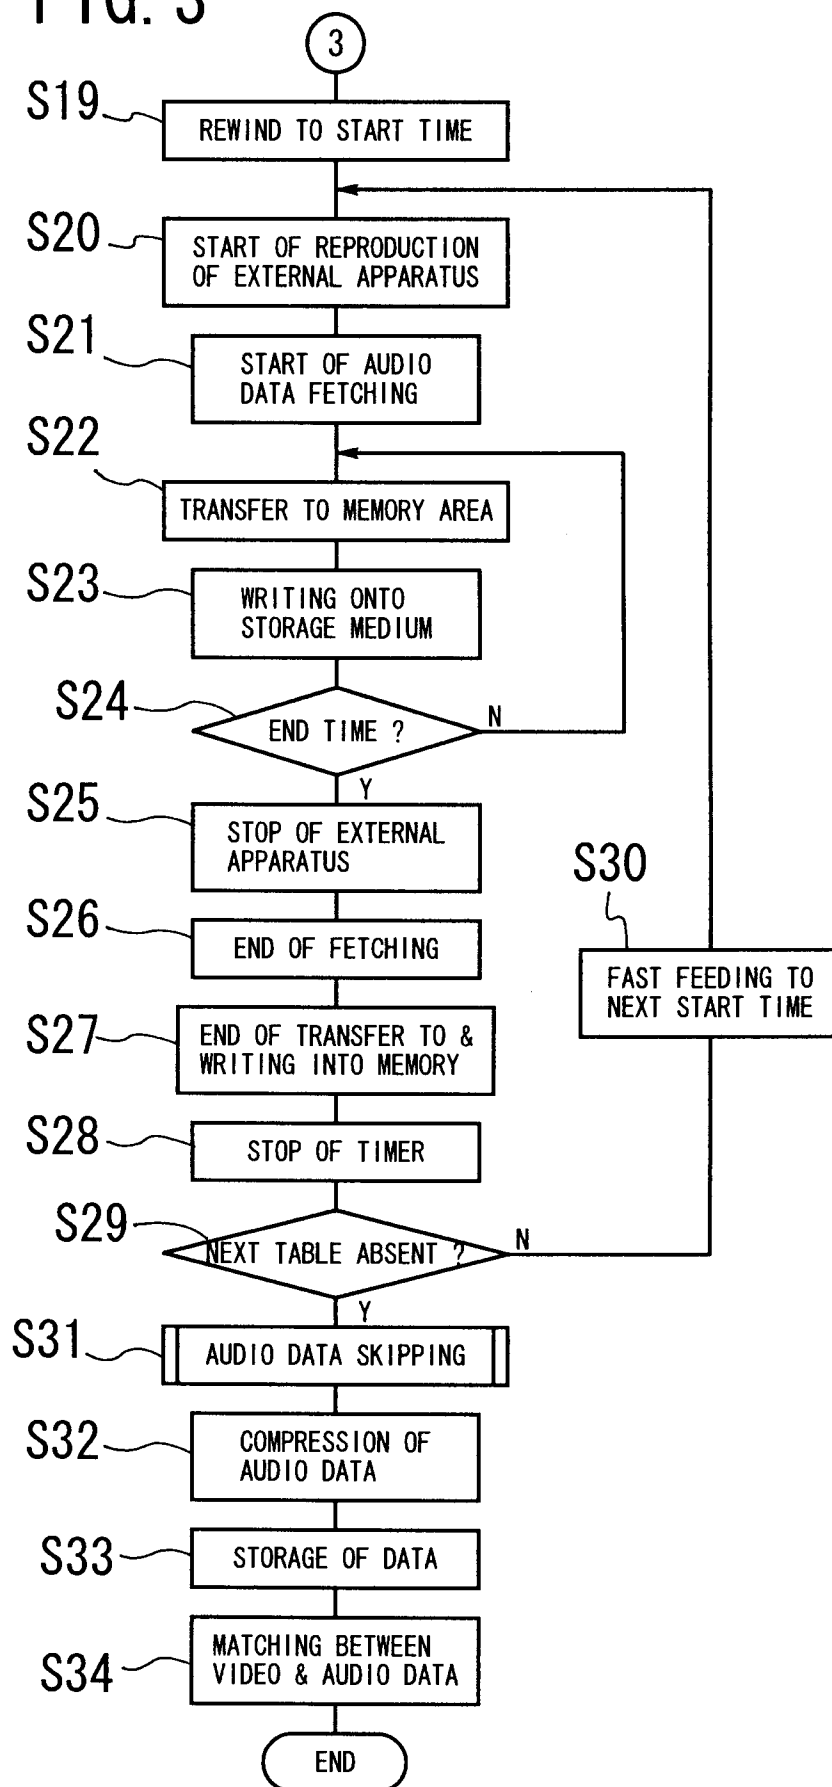 FIG. 3
3
S19
REWIND TO START TIME
S20
START OF REPRODUCTION
OF EXTERNAL APPARATUS
S21
START OF AUDIO
DATA FETCHING
S22
TRANSFER TO MEMORY AREA
S23
WRITING ONTO
STORAGE MEDIUM
S24
END TIME ?
N
Y
S25
STOP OF EXTERNAL
APPARATUS
S30
FAST FEEDING TO
NEXT START TIME
S26
END OF FETCHING
S27
END OF TRANSFER TO &
WRITING INTO MEMORY
S28
STOP OF TIMER
S29
NEXT TABLE ABSENT ?
N
Y
S31
AUDIO DATA SKIPPING
S32
COMPRESSION OF
AUDIO DATA
S33
STORAGE OF DATA
S34
MATCHING BETWEEN
VIDEO & AUDIO DATA
END